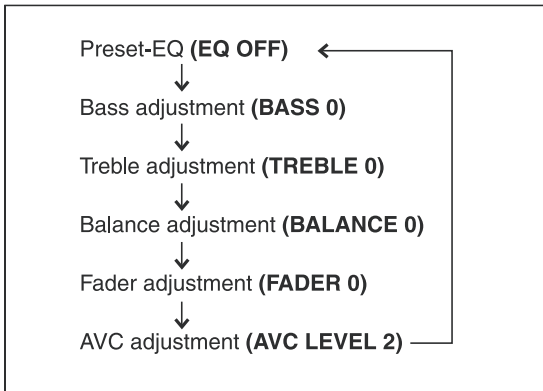 Preset-EQ (EQ OFF)
Bass adjustment (BASS 0)
Treble adjustment (TREBLE 0)
Balance adjustment (BALANCE 0)
Fader adjustment (FADER 0)
AVC adjustment (AVC LEVEL 2)